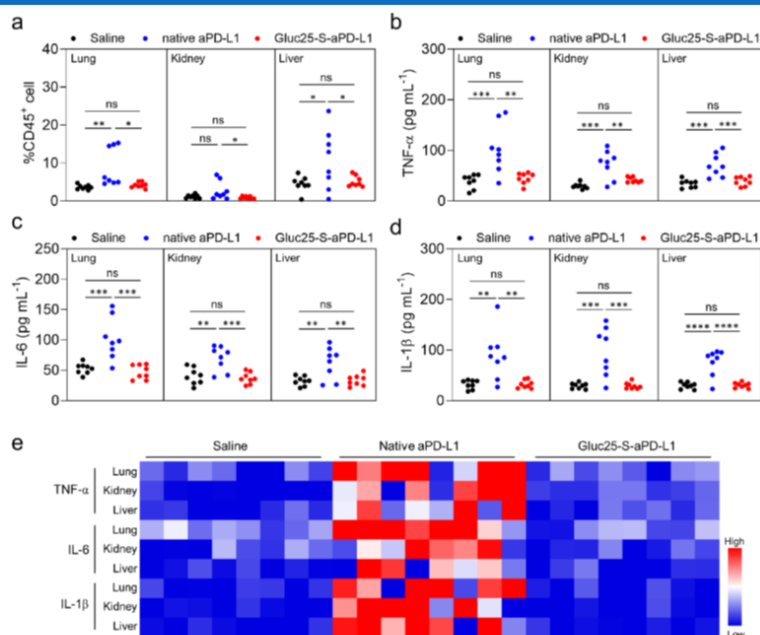 a
Saline native aPD-L1 Gluc25-S-aPD-L1
%CD45+ cell
40
30
20
10
0
Lung Kidney Liver
ns
** *
ns
ns *
ns
* *
b
Saline native aPD-L1 Gluc25-S-aPD-L1
TNF-α (pg mL⁻¹)
300
200
100
0
Lung Kidney Liver
ns
*** **
ns
*** **
ns
*** ***
c
Saline native aPD-L1 Gluc25-S-aPD-L1
IL-6 (pg mL⁻¹)
250
200
150
100
50
0
Lung Kidney Liver
ns
*** ***
ns
** ***
ns
** **
d
Saline native aPD-L1 Gluc25-S-aPD-L1
IL-1β (pg mL⁻¹)
300
200
100
0
Lung Kidney Liver
ns
** **
ns
*** ***
ns
**** ****
e
Saline Native aPD-L1 Gluc25-S-aPD-L1
TNF-α
Lung
Kidney
Liver
IL-6
Lung
Kidney
Liver
IL-1β
Lung
Kidney
Liver
High
Low